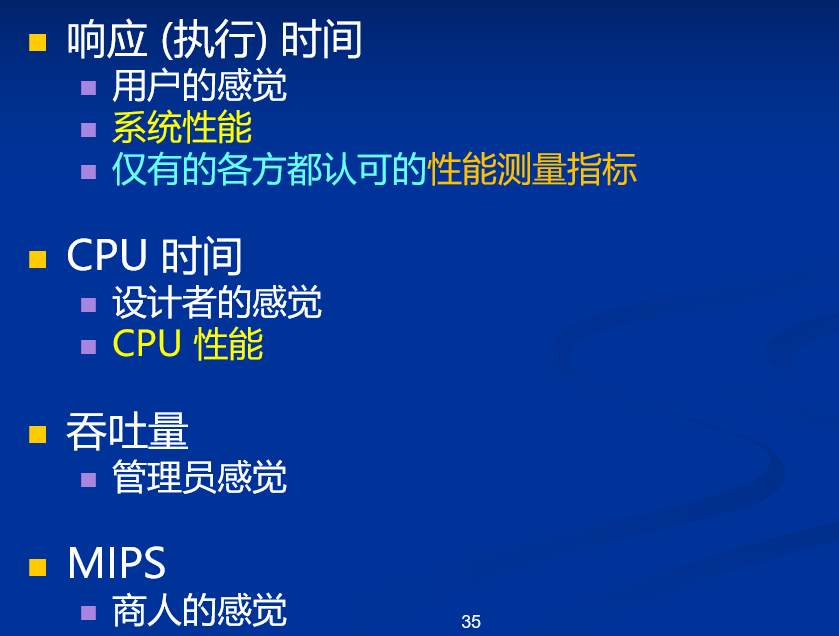 响应 (执行) 时间
用户的感觉
系统性能
仅有的各方都认可的性能测量指标
CPU 时间
设计者的感觉
CPU 性能
吞吐量
管理员感觉
MIPS
商人的感觉
35